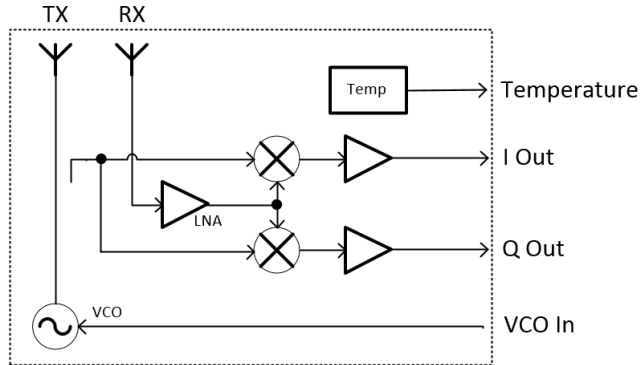 TX
RX
Temp
Temperature
I Out
LNA
Q Out
VCO
VCO In